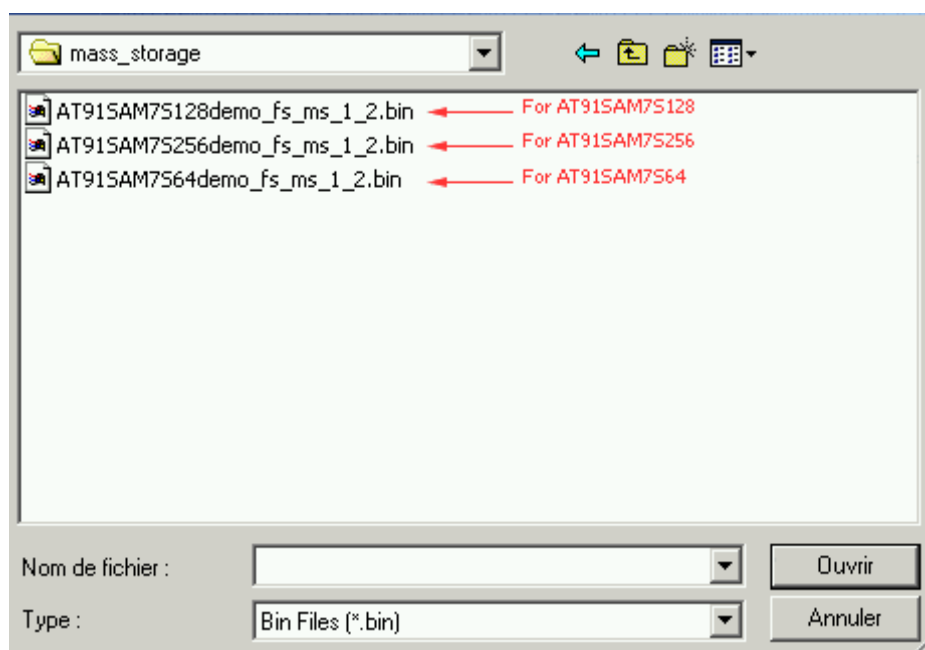 mass_storage
AT91SAM7S128demo_fs_ms_1_2.bin For AT91SAM7S128
AT91SAM7S256demo_fs_ms_1_2.bin For AT91SAM7S256
AT91SAM7S64demo_fs_ms_1_2.bin For AT91SAM7S64
Nom de fichier : Ouvrir
Type : Bin Files (*.bin) Annuler